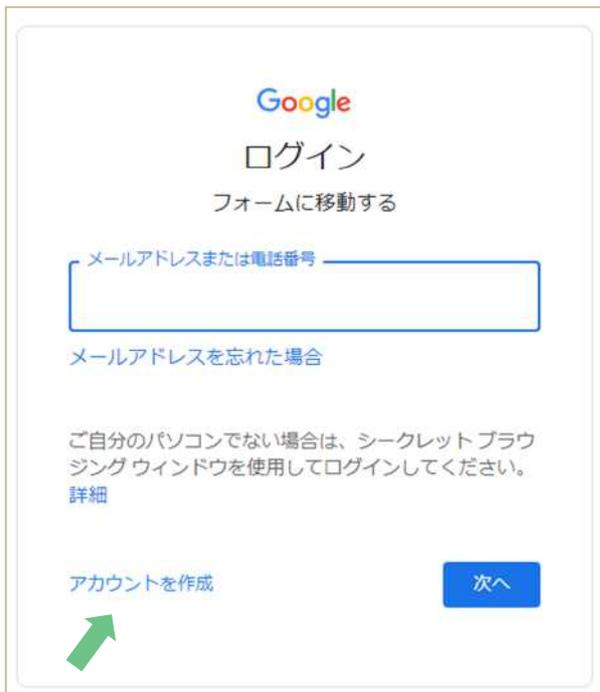 Google
ログイン
フォームに移動する
メールアドレスまたは電話番号
メールアドレスを忘れた場合
ご自分のパソコンでない場合は、シークレット ブラウ
ジング ウィンドウを使用してログインしてください。
詳細
アカウントを作成
次へ